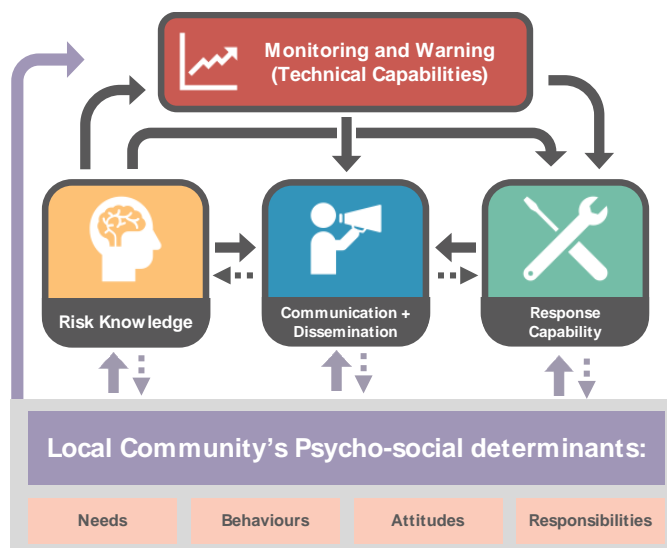 Monitoring and Warning
(Technical Capabilities)
Risk Knowledge
Communication +
Dissemination
Response
Capability
Local Community’s Psycho-social determinants:
Needs
Behaviours
Attitudes
Responsibilities